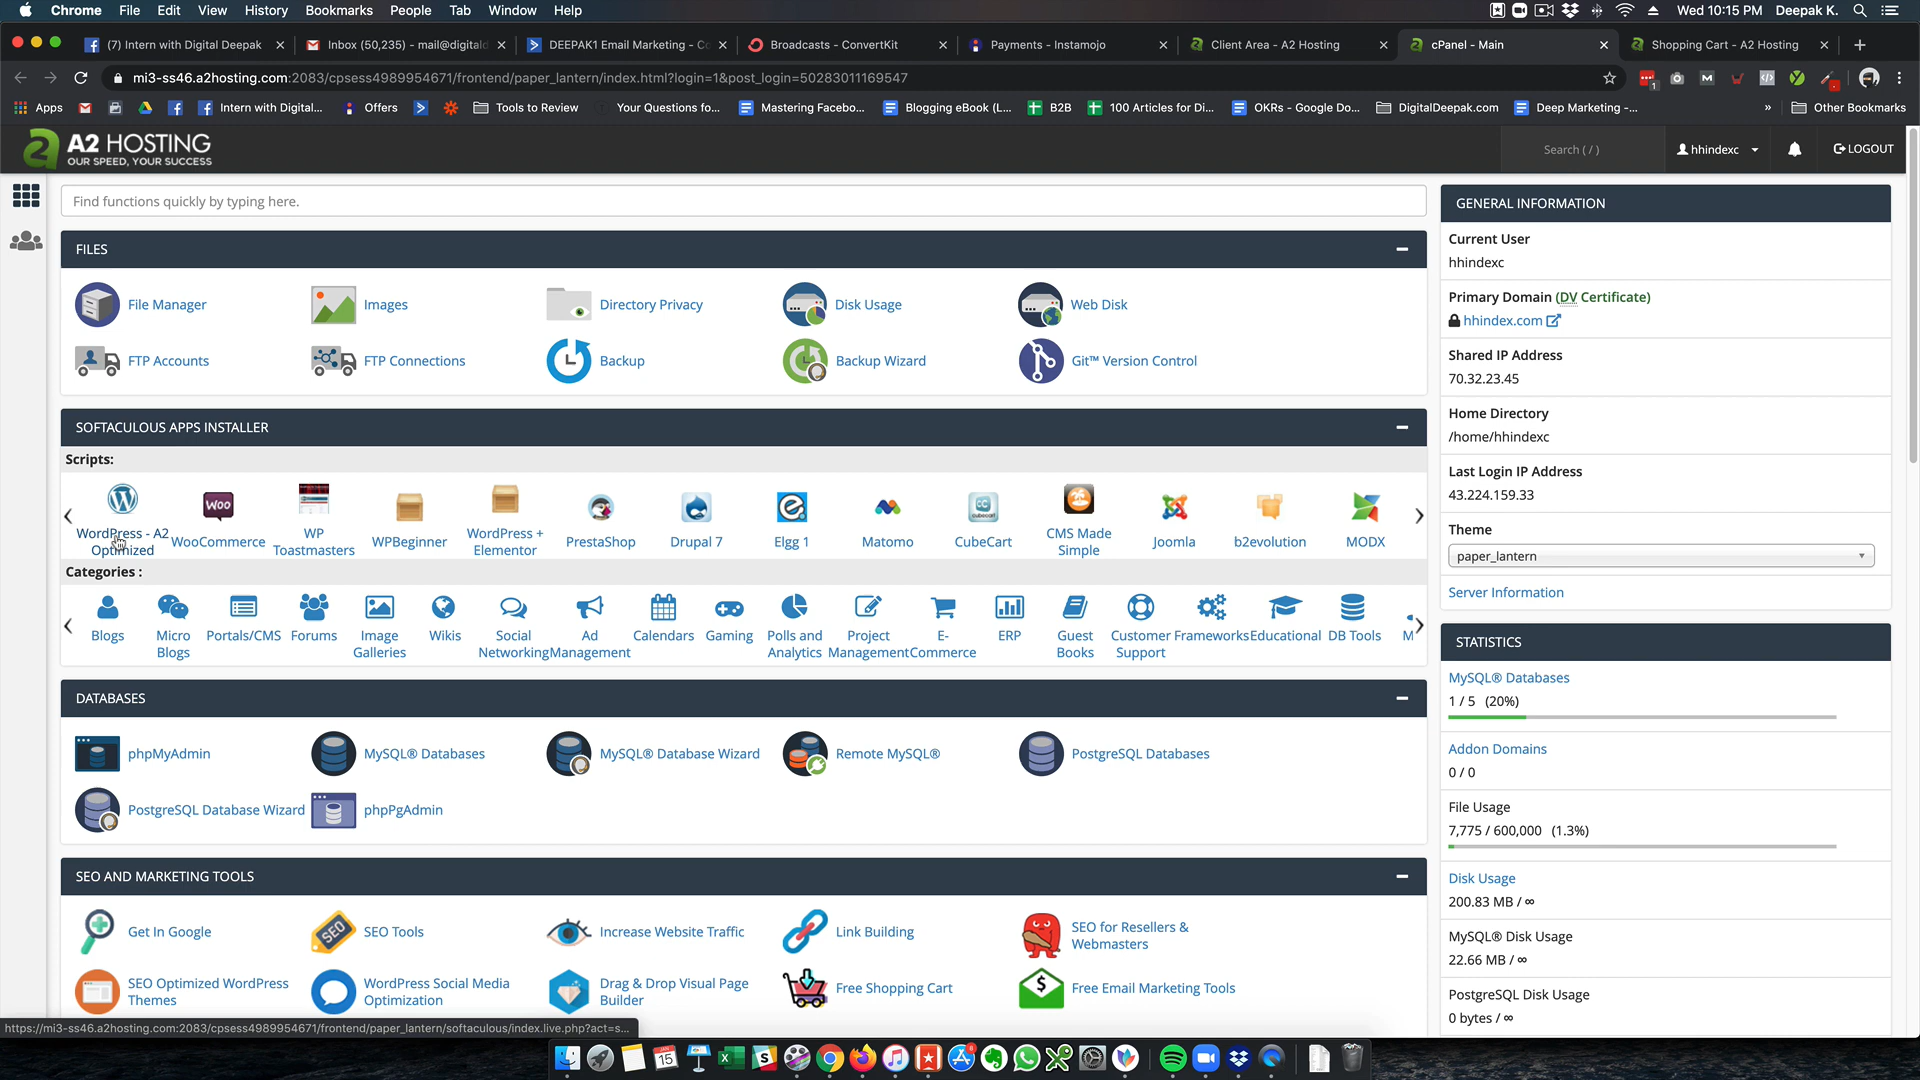 Chrome File Edit View History Bookmarks People Tab Window Help Wed 10:15 PM Deepak K.
(7) Intern with Digital Deepak Inbox (50,235) - mail@digitald DEEPAK1 Email Marketing - Co Broadcasts - ConvertKit Payments - Instamojo Client Area - A2 Hosting cPanel - Main Shopping Cart - A2 Hosting
mi3-ss46.a2hosting.com:2083/cpsess4989954671/frontend/paper_lantern/index.html?login=1&post_login=50283011169547
Apps Intern with Digital... Offers Tools to Review Your Questions fo... Mastering Facebo... Blogging eBook (L... B2B 100 Articles for Di... OKRs - Google Do... DigitalDeepak.com Deep Marketing -... » Other Bookmarks
A2 HOSTING
OUR SPEED, YOUR SUCCESS
Search ( / ) hhindexc LOGOUT
Find functions quickly by typing here.
FILES
File Manager Images Directory Privacy Disk Usage Web Disk
FTP Accounts FTP Connections Backup Backup Wizard Git™ Version Control
SOFTACULOUS APPS INSTALLER
Scripts:
WordPress - A2 Optimized WooCommerce WP Toastmasters WPBeginner WordPress + Elementor PrestaShop Drupal 7 Elgg 1 Matomo CubeCart CMS Made Simple Joomla b2evolution MODX
Categories :
Blogs Micro Blogs Portals/CMS Forums Image Galleries Wikis Social Networking Ad Management Calendars Gaming Polls and Analytics Project Management E-Commerce ERP Guest Books Customer Support Frameworks Educational DB Tools M
DATABASES
phpMyAdmin MySQL® Databases MySQL® Database Wizard Remote MySQL® PostgreSQL Databases
PostgreSQL Database Wizard phpPgAdmin
SEO AND MARKETING TOOLS
Get In Google SEO Tools Increase Website Traffic Link Building SEO for Resellers & Webmasters
SEO Optimized WordPress Themes WordPress Social Media Optimization Drag & Drop Visual Page Builder Free Shopping Cart Free Email Marketing Tools
GENERAL INFORMATION
Current User
hhindexc
Primary Domain (DV Certificate)
hhindex.com
Shared IP Address
70.32.23.45
Home Directory
/home/hhindexc
Last Login IP Address
43.224.159.33
Theme
paper_lantern
Server Information
STATISTICS
MySQL® Databases
1 / 5 (20%)
Addon Domains
0 / 0
File Usage
7,775 / 600,000 (1.3%)
Disk Usage
200.83 MB / ∞
MySQL® Disk Usage
22.66 MB / ∞
PostgreSQL Disk Usage
0 bytes / ∞
https://mi3-ss46.a2hosting.com:2083/cpsess4989954671/frontend/paper_lantern/softaculous/index.live.php?act=s...